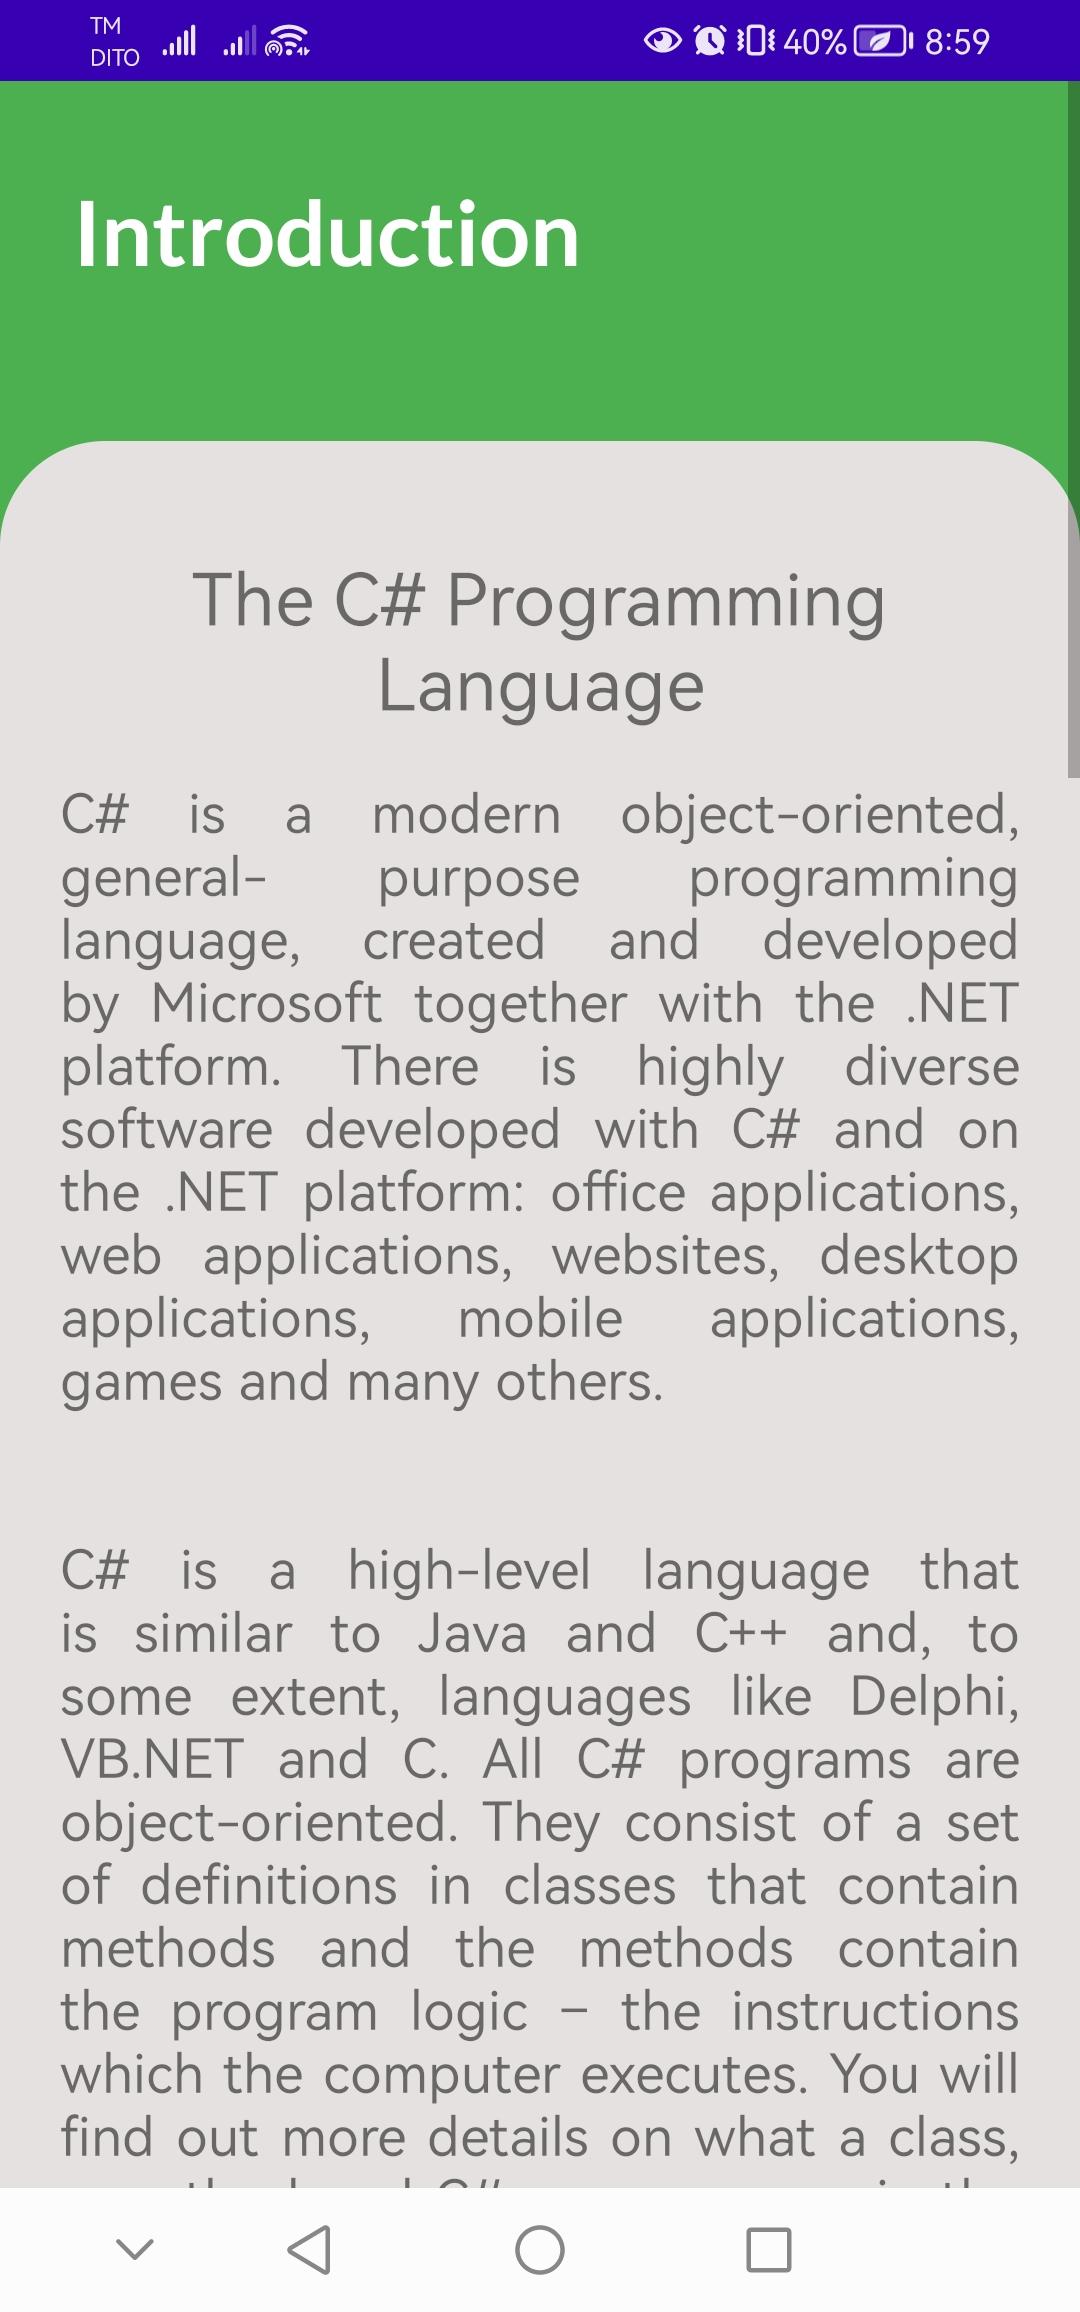 TM
DITO
40%
8:59
Introduction
The C# Programming
Language
C# is a modern object-oriented,
general- purpose programming
language, created and developed
by Microsoft together with the .NET
platform. There is highly diverse
software developed with C# and on
the .NET platform: office applications,
web applications, websites, desktop
applications, mobile applications,
games and many others.
C# is a high-level language that
is similar to Java and C++ and, to
some extent, languages like Delphi,
VB.NET and C. All C# programs are
object-oriented. They consist of a set
of definitions in classes that contain
methods and the methods contain
the program logic – the instructions
which the computer executes. You will
find out more details on what a class,